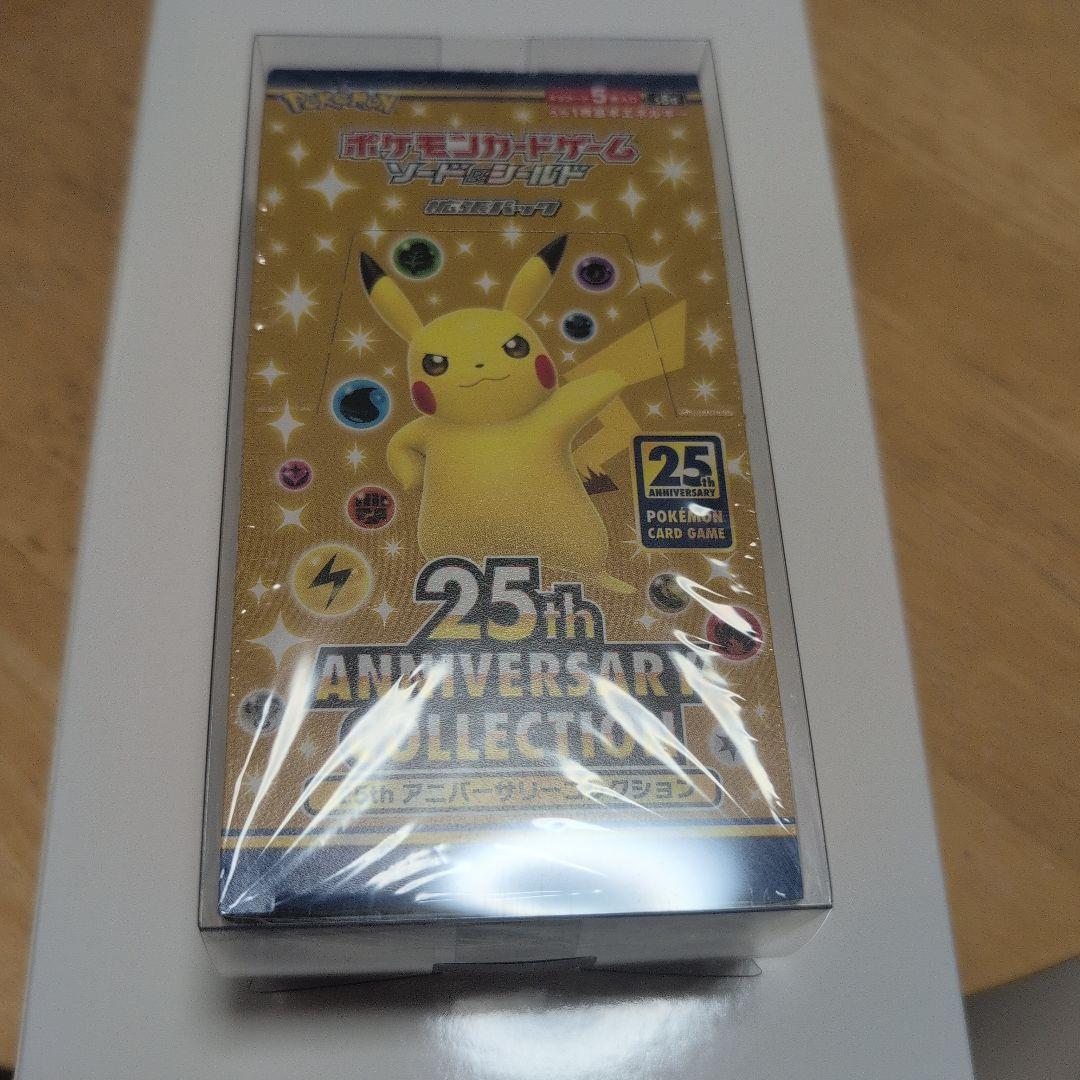 POKÉMON
ポケモンカードゲーム
ソード&シールド
拡張パック
25th
ANNIVERSARY
POKÉMON
CARD GAME
25th
ANNIVERSARY
COLLECTION
25th アニバーサリーコレクション